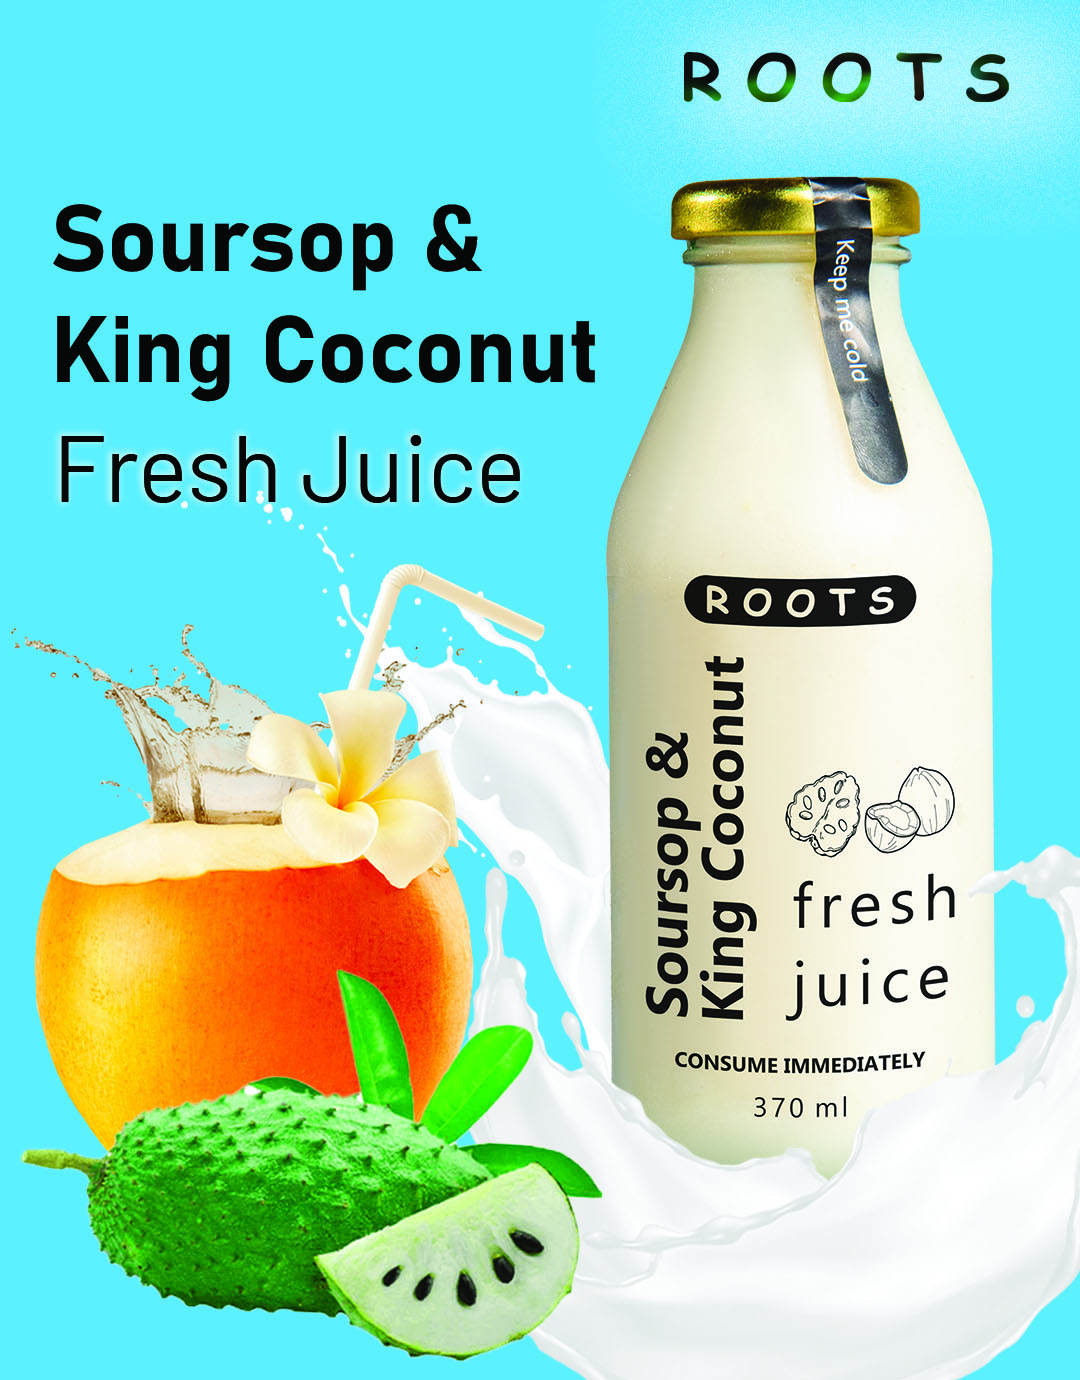 ROOTS
Soursop &
King Coconut
Fresh Juice
Keep me cold
ROOTS
Soursop &
King Coconut
fresh
juice
CONSUME IMMEDIATELY
370 ml